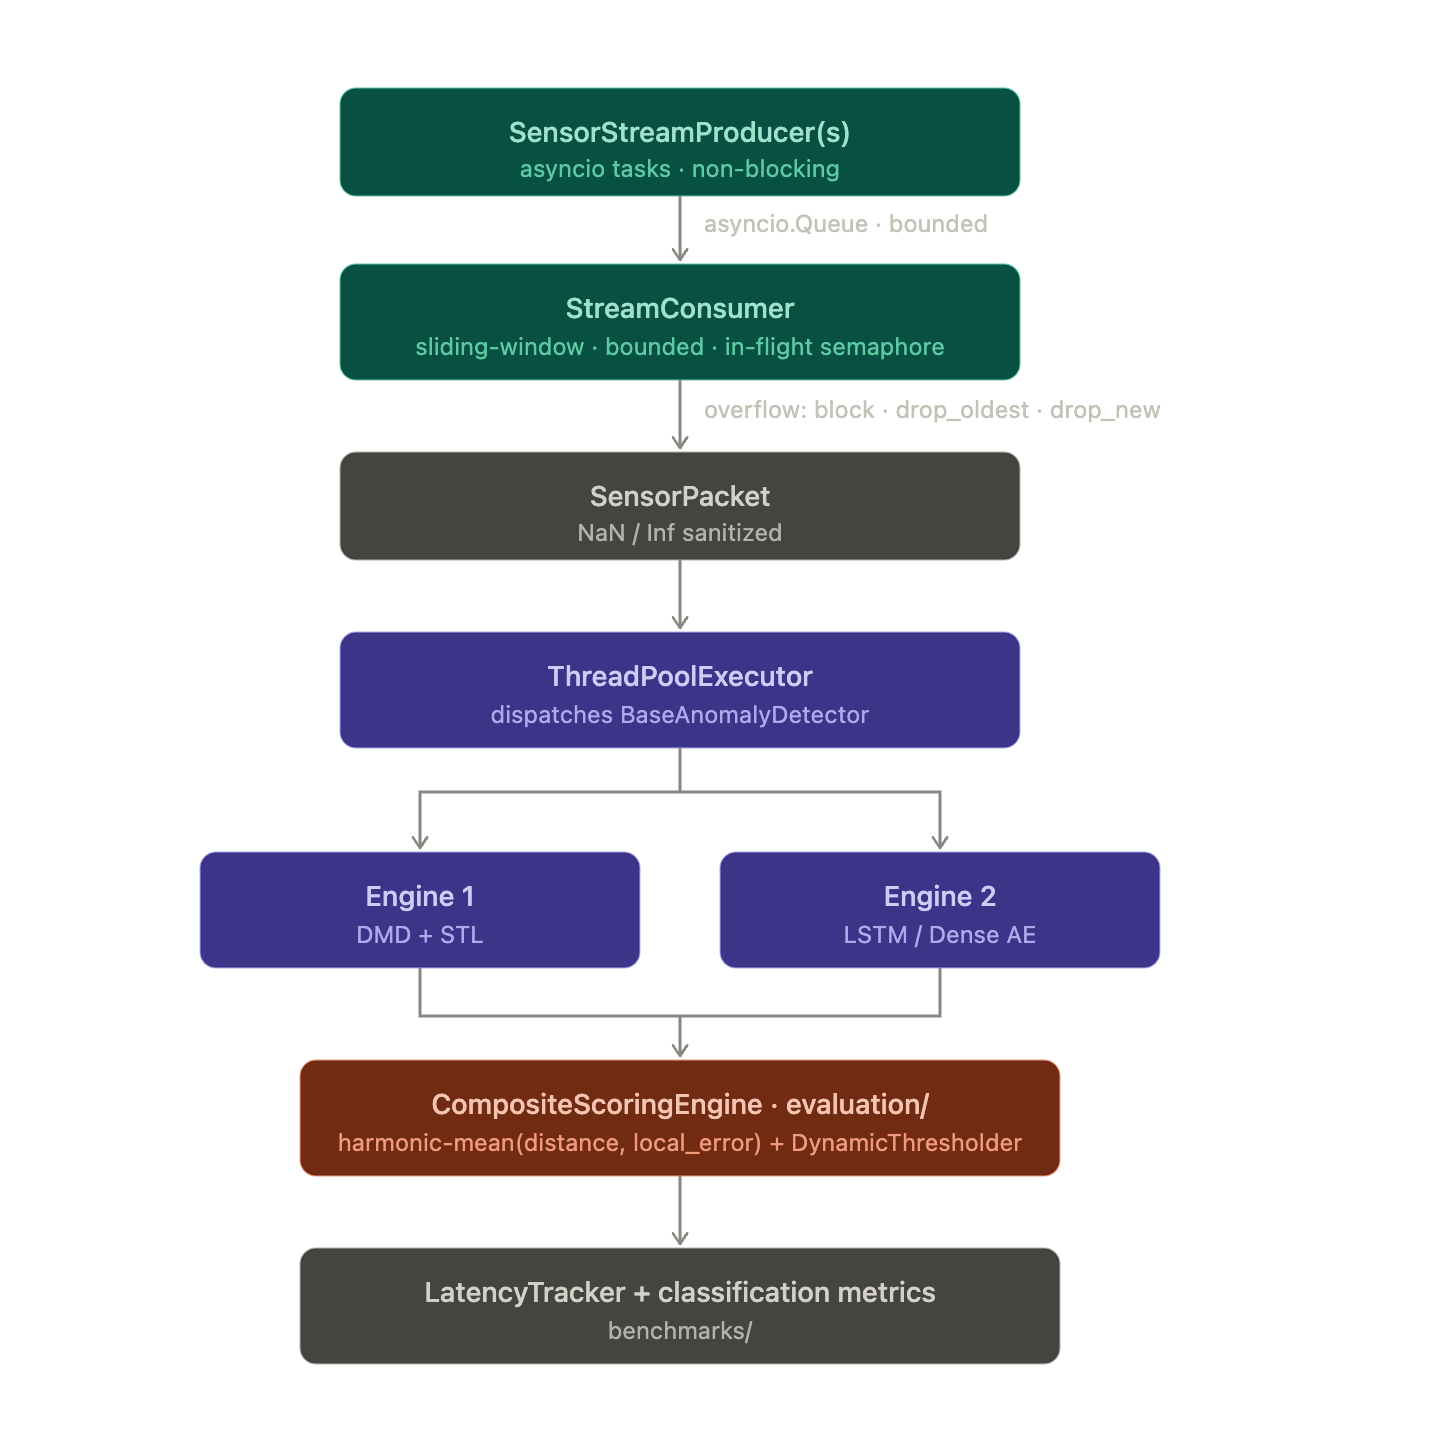 SensorStreamProducer(s)
asyncio tasks · non-blocking
asyncio.Queue · bounded
StreamConsumer
sliding-window · bounded · in-flight semaphore
overflow: block · drop_oldest · drop_new
SensorPacket
NaN / Inf sanitized
ThreadPoolExecutor
dispatches BaseAnomalyDetector
Engine 1
DMD + STL
Engine 2
LSTM / Dense AE
CompositeScoringEngine · evaluation/
harmonic-mean(distance, local_error) + DynamicThresholder
LatencyTracker + classification metrics
benchmarks/